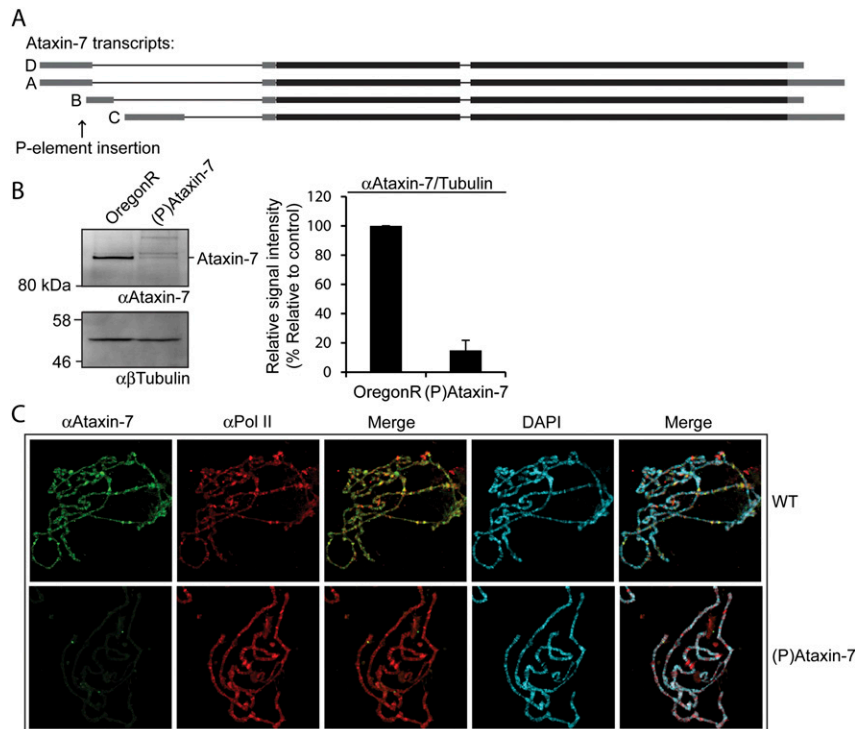 A
Ataxin-7 transcripts:
D
A
B
C
P-element insertion
B
OregonR
(P)Ataxin-7
Ataxin-7
80 kDa
αAtaxin-7
58
46
αβTubulin
αAtaxin-7/Tubulin
Relative signal intensity
(% Relative to control)
120
100
80
60
40
20
0
OregonR (P)Ataxin-7
C
αAtaxin-7 αPol II Merge DAPI Merge
WT
(P)Ataxin-7